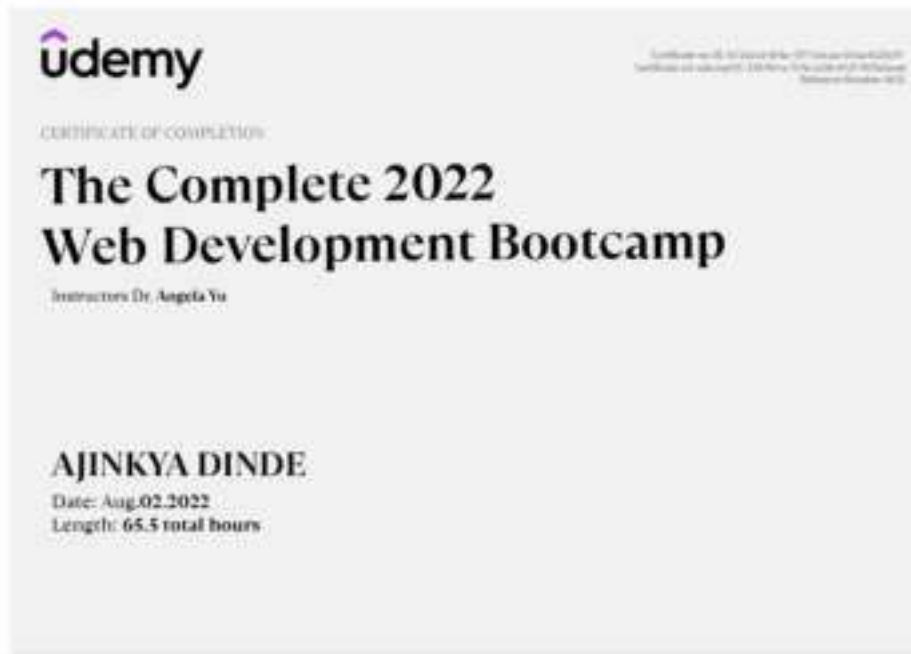 ûdemy
CERTIFICATE OF COMPLETION
The Complete 2022
Web Development Bootcamp
Instructors Dr. Angela Yu
AJINKYA DINDE
Date: Aug.02.2022
Length: 65.5 total hours